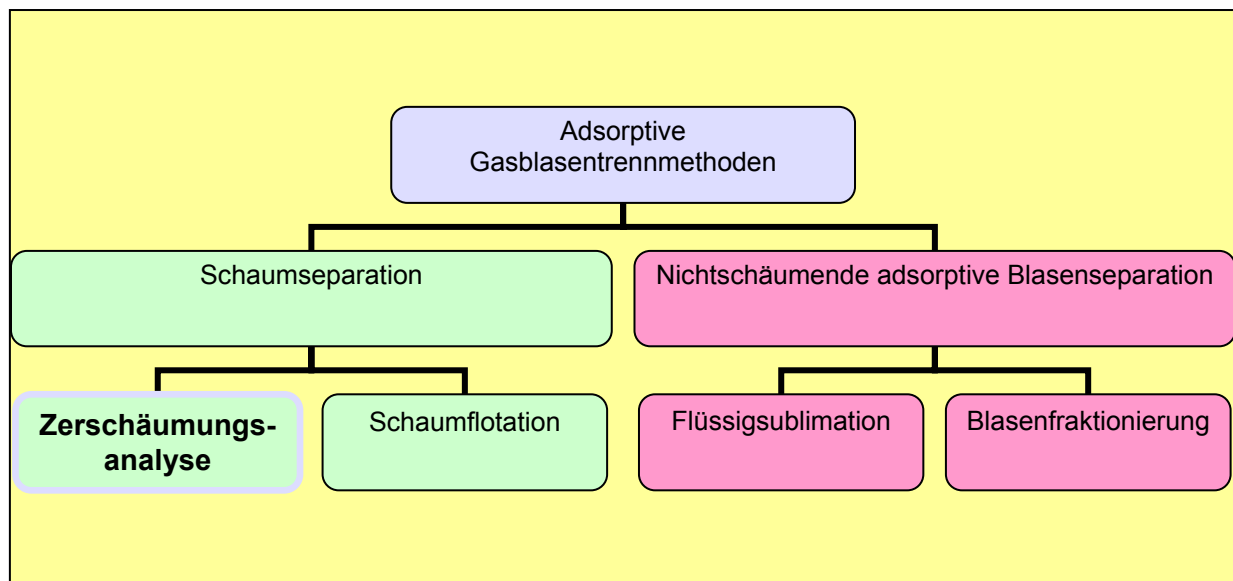 Adsorptive
Gasblasentrennmethoden
Schaumseparation
Nichtschäumende adsorptive Blasenseparation
Zerschäumungs-
analyse
Schaumflotation
Flüssigsublimation
Blasenfraktionierung